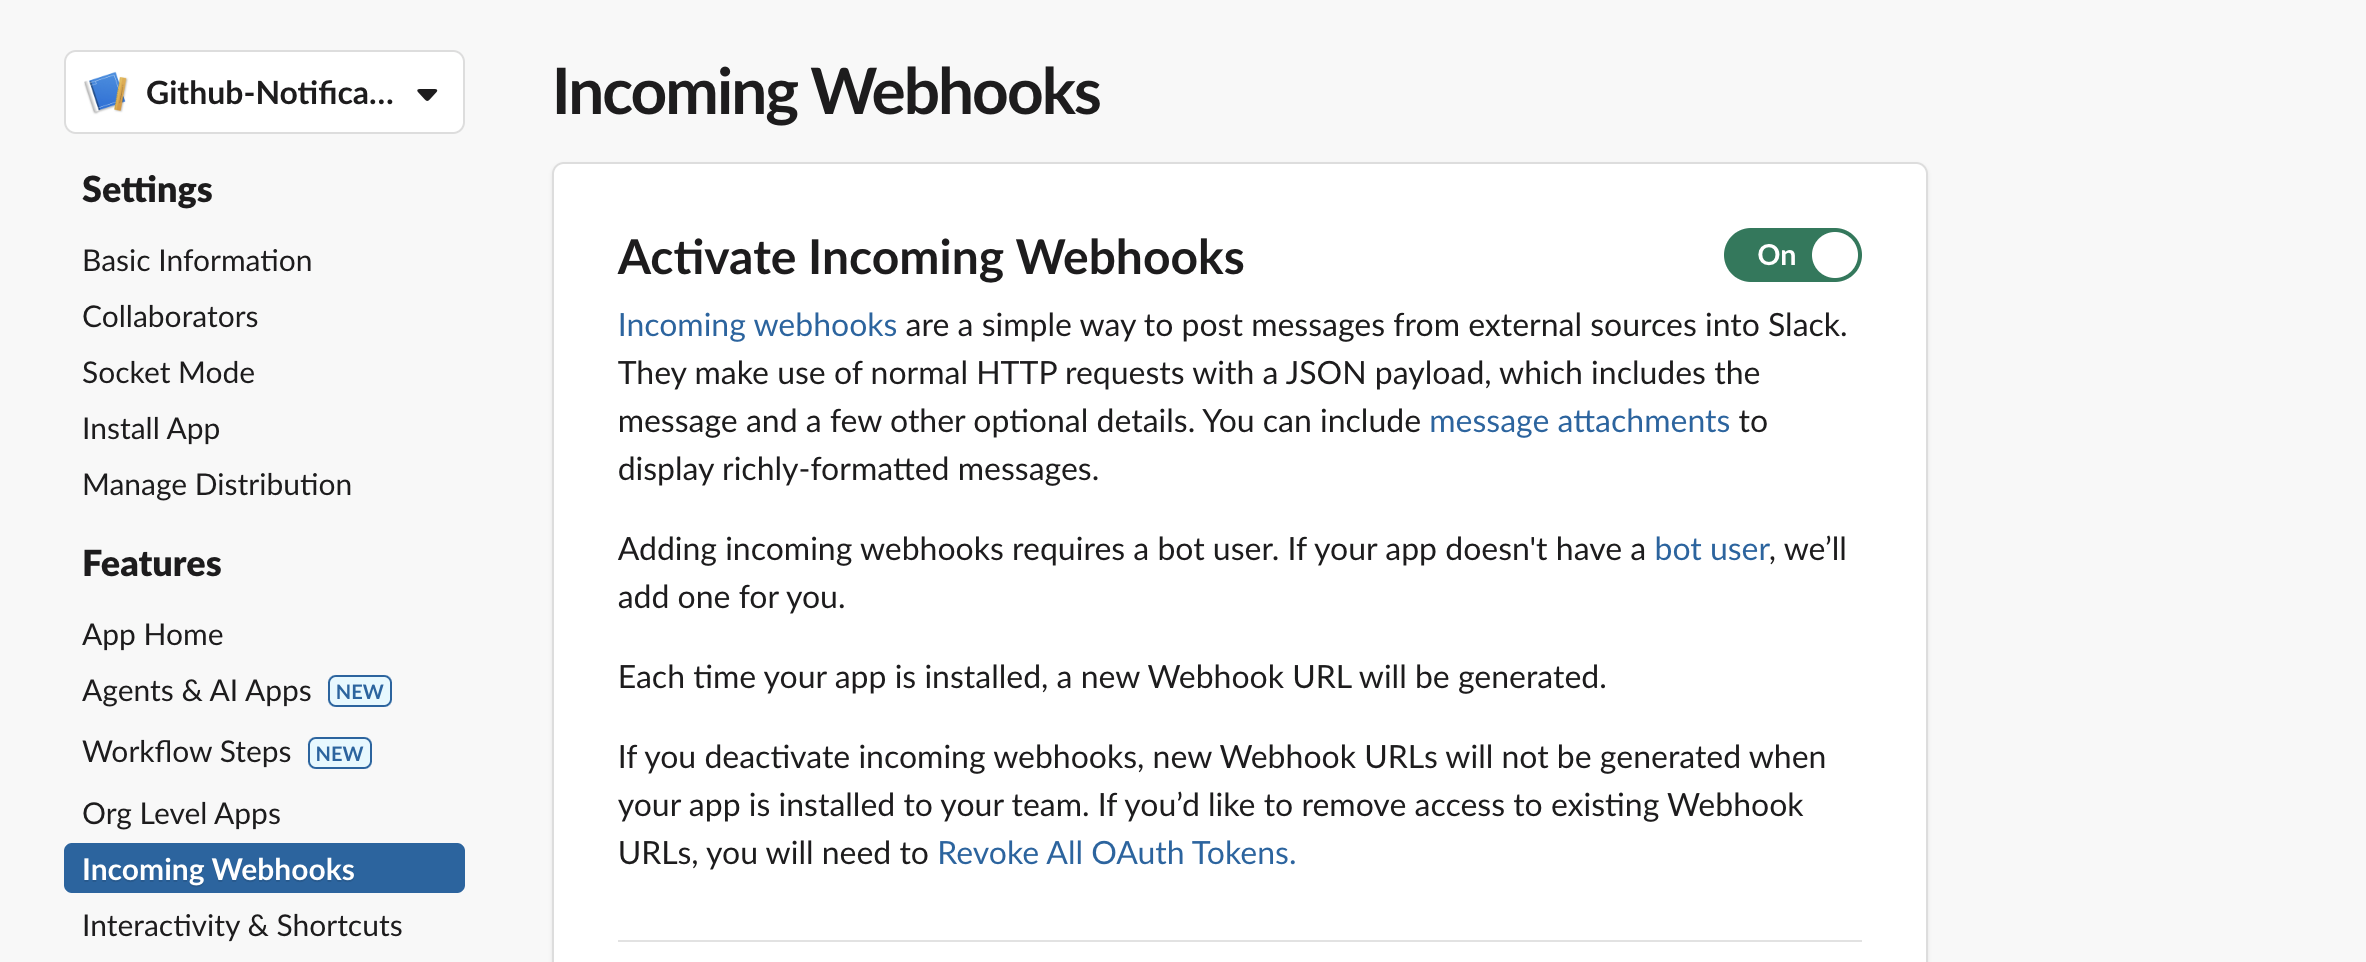 Github-Notifica...
Settings
Basic Information
Collaborators
Socket Mode
Install App
Manage Distribution
Features
App Home
Agents & AI Apps NEW
Workflow Steps NEW
Org Level Apps
Incoming Webhooks
Interactivity & Shortcuts
Incoming Webhooks
Activate Incoming Webhooks
On
Incoming webhooks are a simple way to post messages from external sources into Slack.
They make use of normal HTTP requests with a JSON payload, which includes the
message and a few other optional details. You can include message attachments to
display richly-formatted messages.
Adding incoming webhooks requires a bot user. If your app doesn't have a bot user, we’ll
add one for you.
Each time your app is installed, a new Webhook URL will be generated.
If you deactivate incoming webhooks, new Webhook URLs will not be generated when
your app is installed to your team. If you’d like to remove access to existing Webhook
URLs, you will need to Revoke All OAuth Tokens.